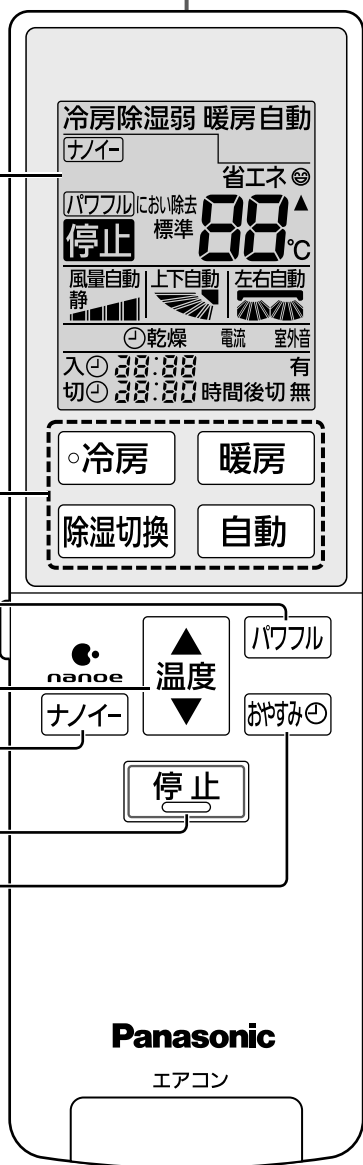 冷房除湿弱 暖房自動
ナノイー
省エネ
パワフル におい除去 88 ℃
停止 標準
風量自動 上下自動 左右自動
静
乾燥 電流 室外音
入 88:88 有
切 88:80 時間後切 無
冷房 暖房
除湿切換 自動
パワフル
nanoe 温度
ナノイー おやすみ
停止
Panasonic
エアコン